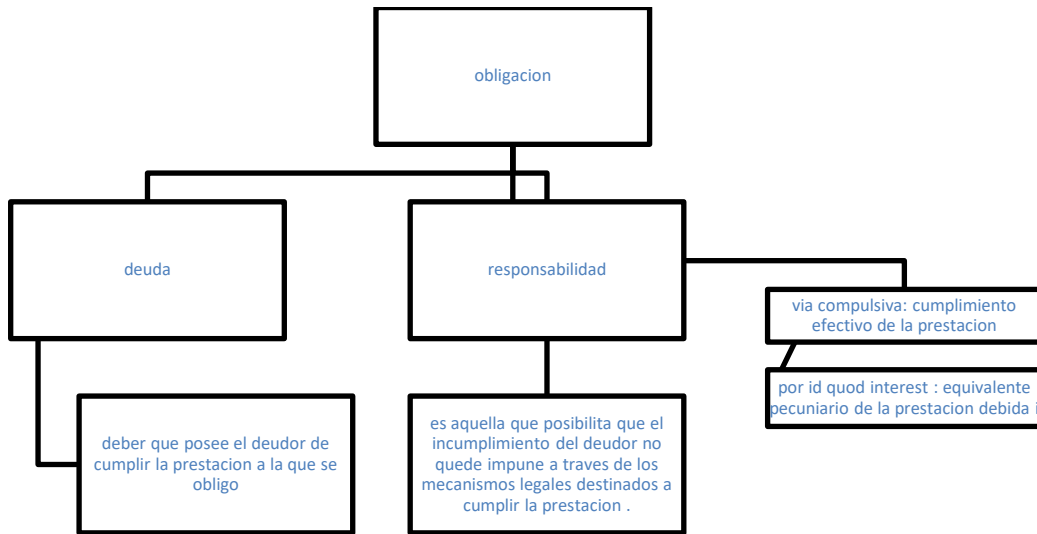 obligacion
deuda
responsabilidad
via compulsiva: cumplimiento
efectivo de la prestacion
por id quod interest : equivalente
pecuniario de la prestacion debida i
deber que posee el deudor de
cumplir la prestacion a la que se
obligo
es aquella que posibilita que el
incumplimiento del deudor no
quede impune a traves de los
mecanismos legales destinados a
cumplir la prestacion .